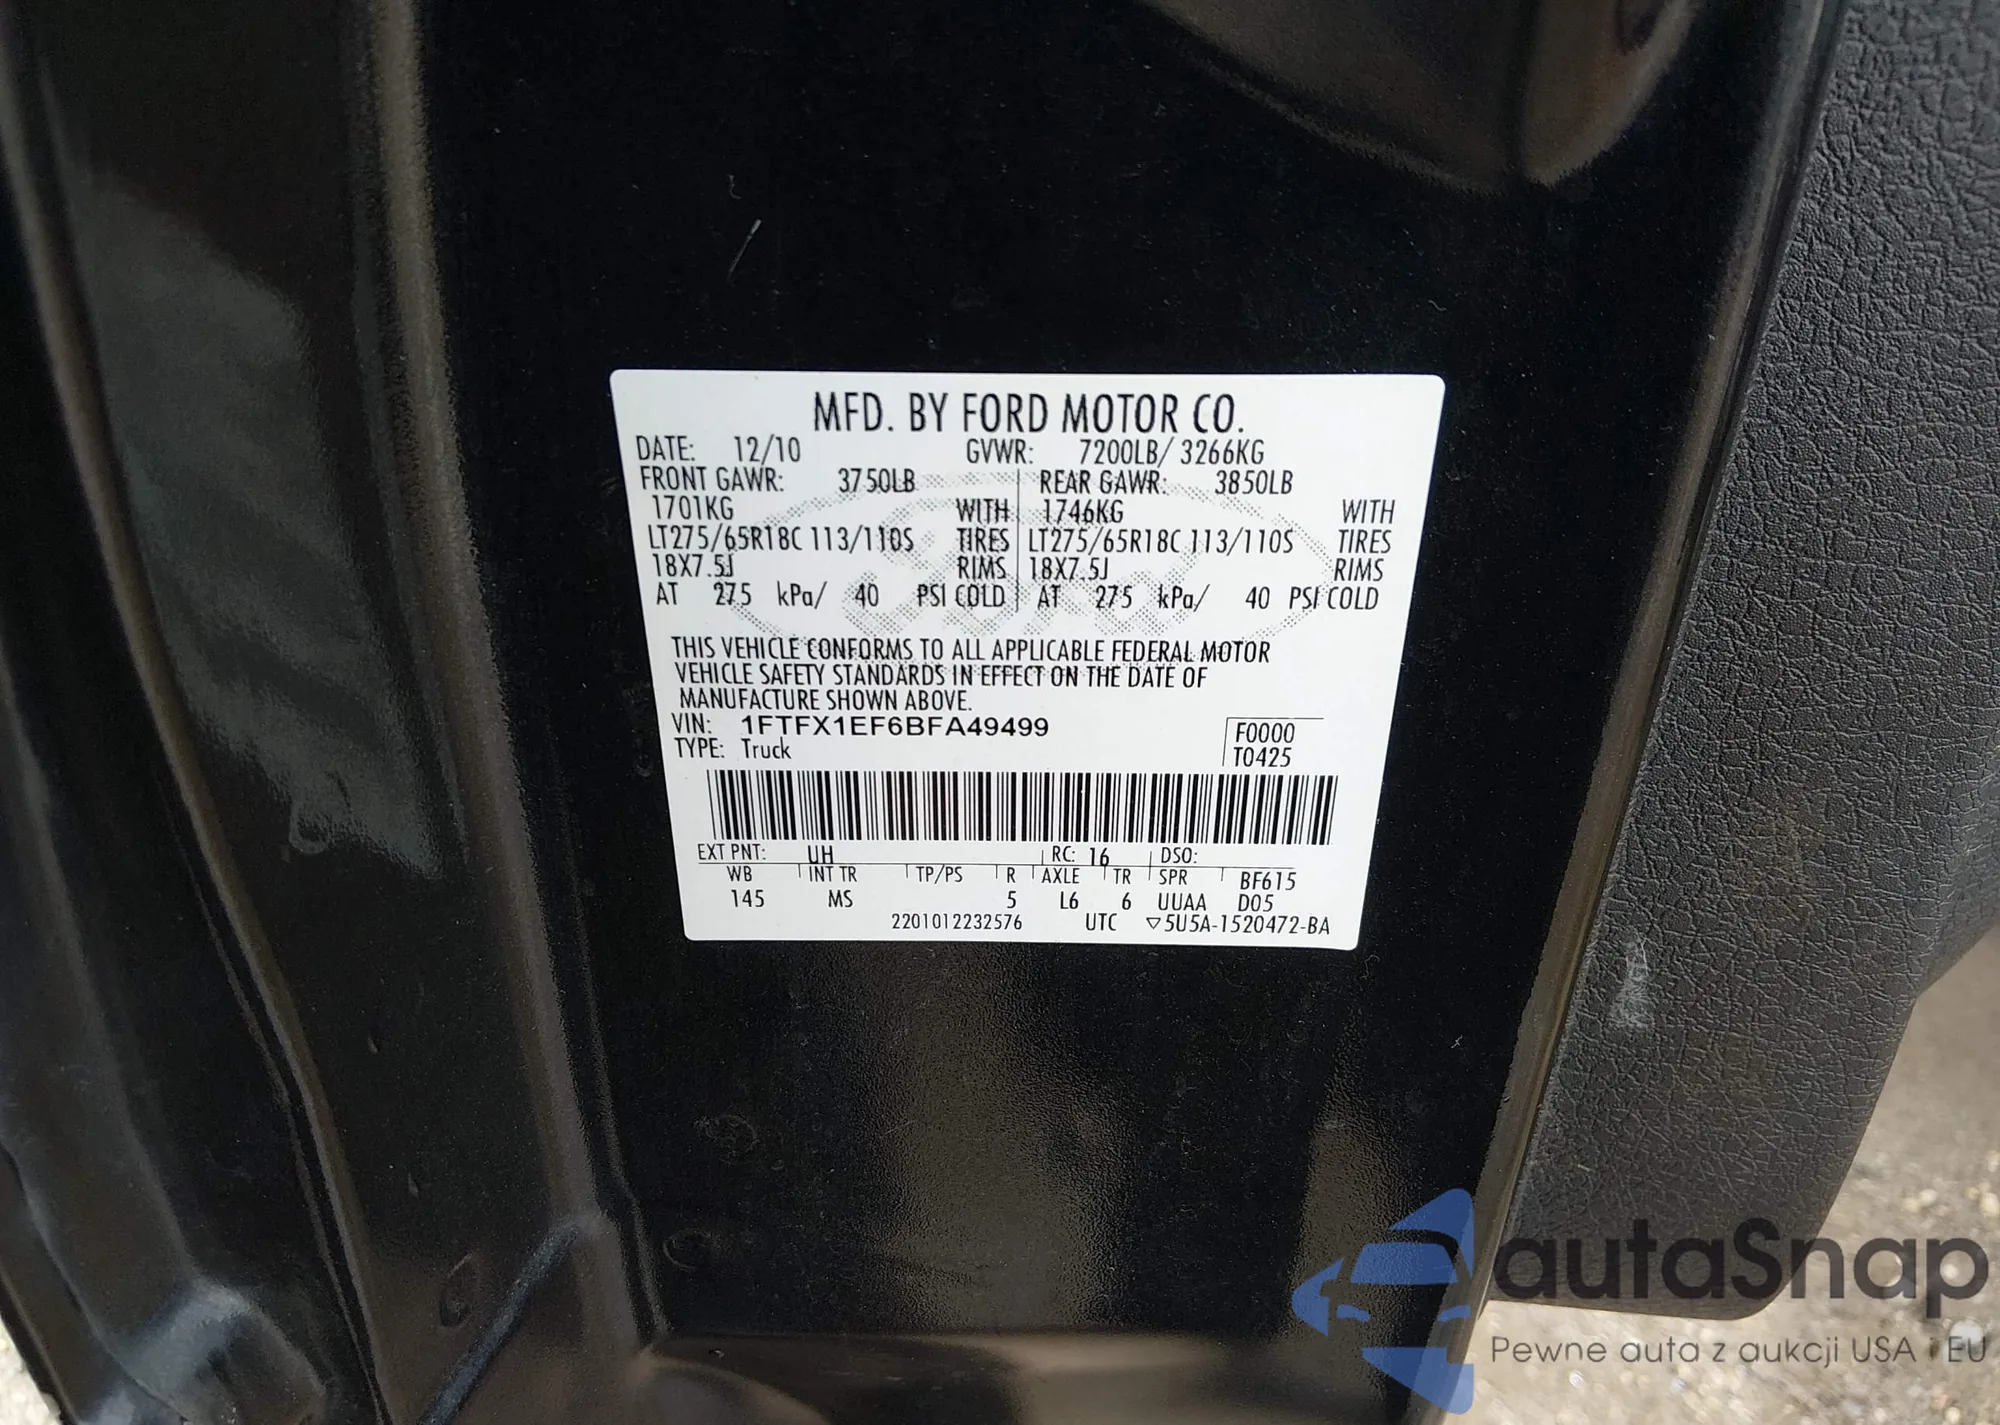 MFD. BY FORD MOTOR CO.
DATE: 12/10 GVWR: 7200LB/ 3266KG
FRONT GAWR: 3750LB REAR GAWR: 3850LB
1701KG WITH 1746KG WITH
LT275/65R18C 113/110S TIRES LT275/65R18C 113/110S TIRES
18X7.5J RIMS 18X7.5J RIMS
AT 275 kPa/ 40 PSI COLD AT 275 kPa/ 40 PSI COLD
THIS VEHICLE CONFORMS TO ALL APPLICABLE FEDERAL MOTOR
VEHICLE SAFETY STANDARDS IN EFFECT ON THE DATE OF
MANUFACTURE SHOWN ABOVE.
VIN: 1FTFX1EF6BFA49499 F0000
TYPE: Truck T0425
EXT PNT: UH RC: 16 DSO:
WB INT TR TP/PS R AXLE TR SPR BF615
145 MS 5 L6 6 UUAA D05
2201012232576 UTC ▽5U5A-1520472-BA
autaSnap
Pewne auta z aukcji USA i EU